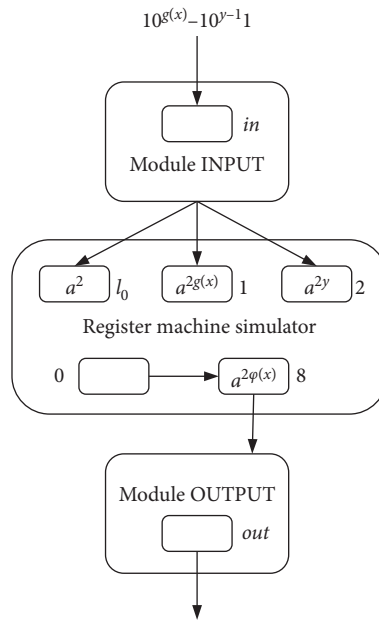 10^{g(x)}–10^{y–1}1
in
Module INPUT
a^2 l_0 a^{2g(x)} 1 a^{2y} 2
Register machine simulator
0 a^{2φ(x)} 8
Module OUTPUT
out